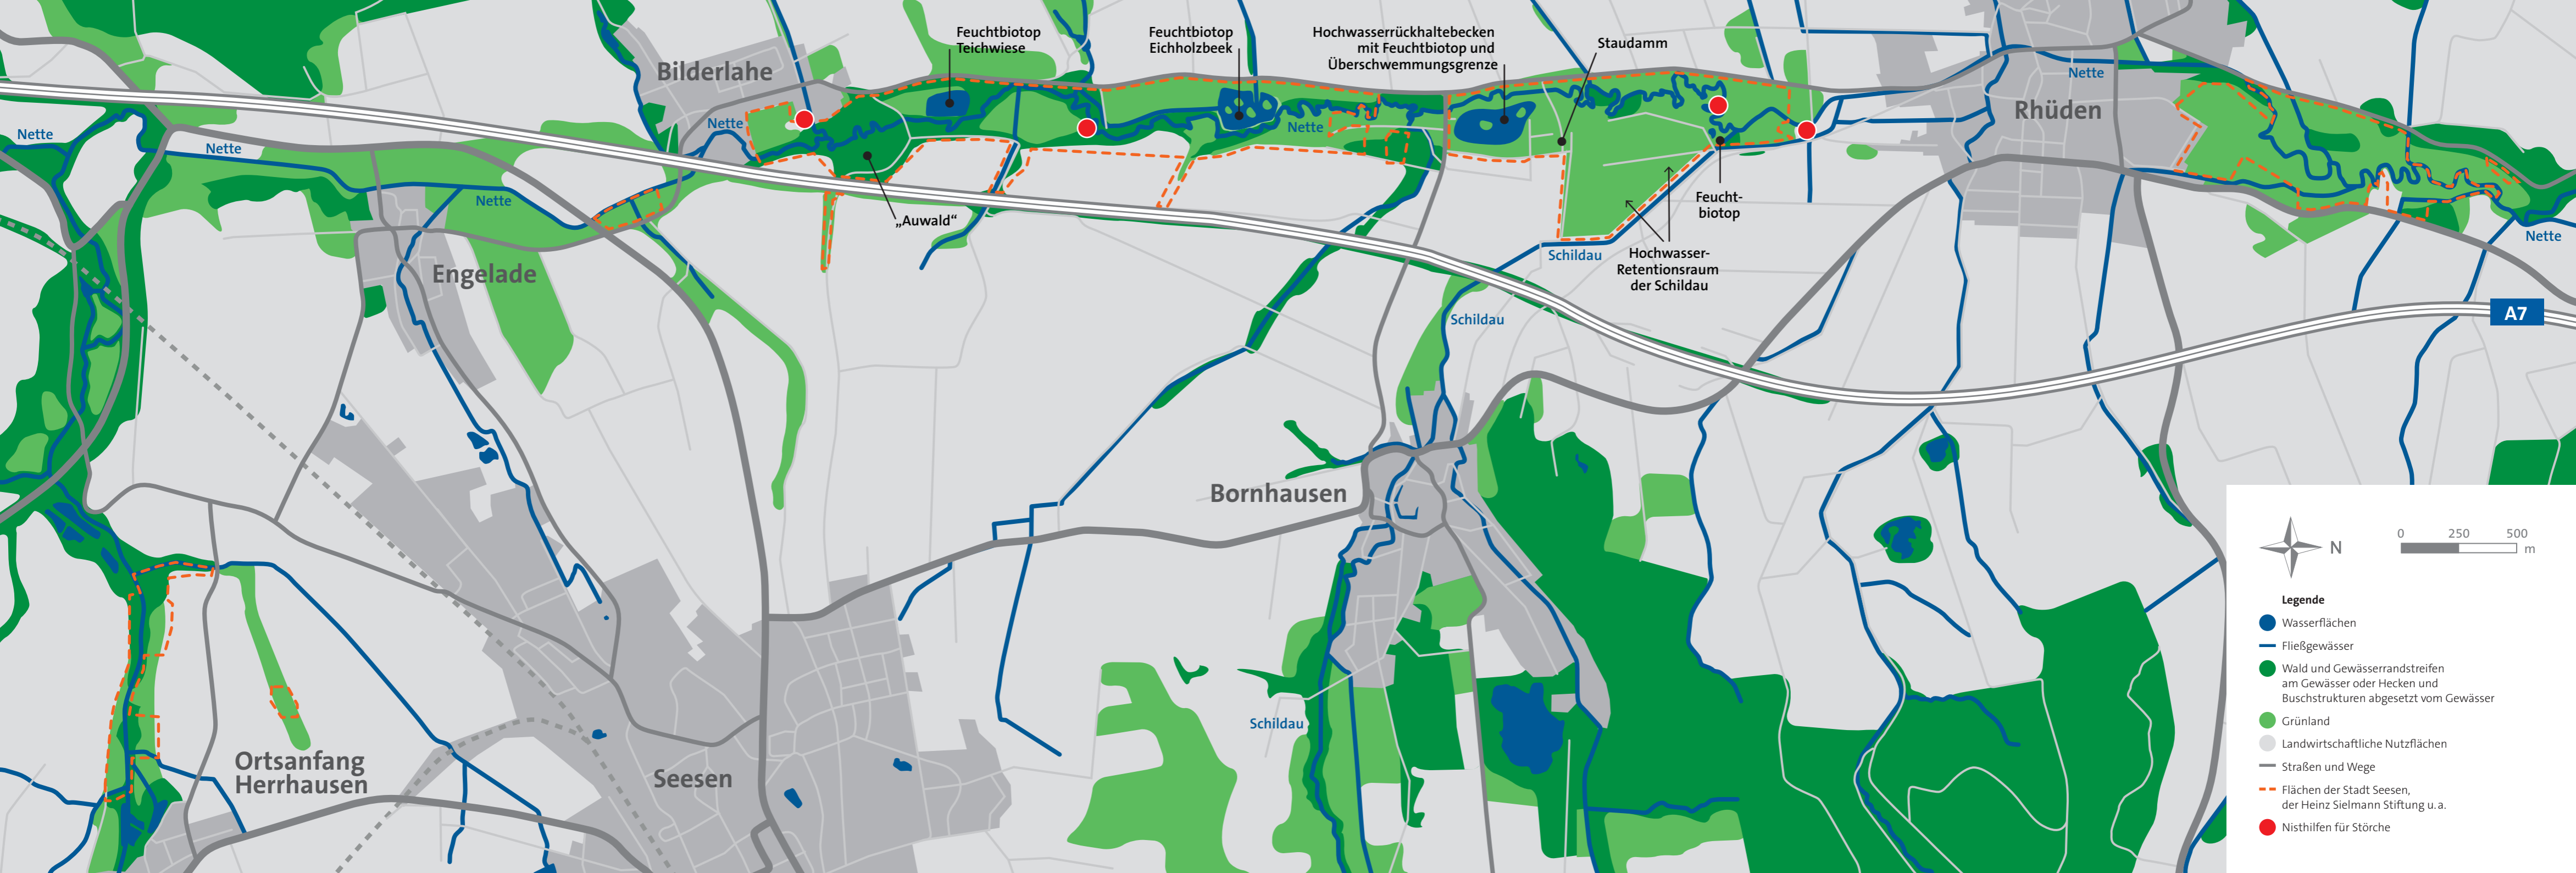 Feuchtbiotop
Teichwiese
Feuchtbiotop
Eichholzbeek
Hochwasserrückhaltebecken
mit Feuchtbiotop und
Überschwemmungsgrenze
Staudamm
Bilderlahe
Nette
Rhüden
Nette
Nette
Nette
Nette
Nette
„Auwald“
Feucht-
biotop
Nette
Engelade
Schildau
Hochwasser-
Retentionsraum
der Schildau
A7
Schildau
Bornhausen
Schildau
Ortsanfang
Herrhausen
Seesen
N
0 250 500
m
Legende
Wasserflächen
Fließgewässer
Wald und Gewässerrandstreifen
am Gewässer oder Hecken und
Buschstrukturen abgesetzt vom Gewässer
Grünland
Landwirtschaftliche Nutzflächen
Straßen und Wege
Flächen der Stadt Seesen,
der Heinz Sielmann Stiftung u. a.
Nisthilfen für Störche